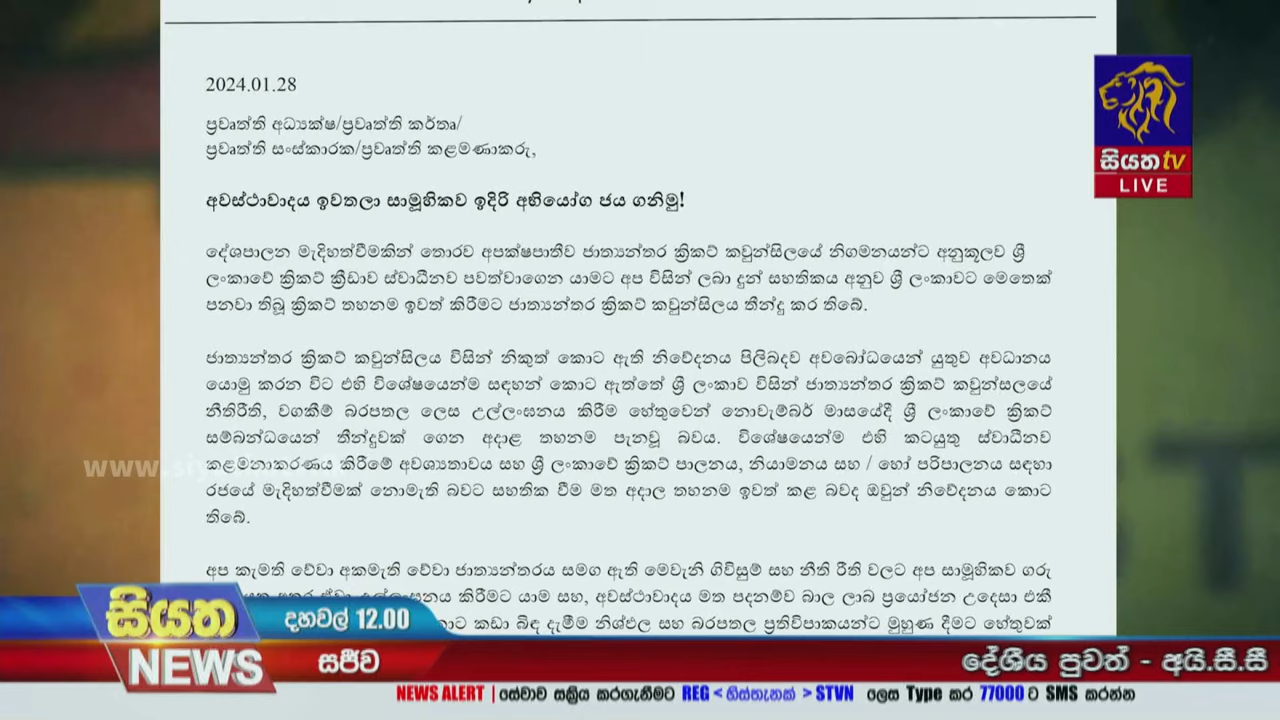 2024.01.28
ප්‍රවෘත්ති අධ්‍යක්ෂ/ප්‍රවෘත්ති කර්තෘ/
ප්‍රවෘත්ති සංස්කාරක/ප්‍රවෘත්ති කළමණාකරු,
අවස්ථාවාදය ඉවතලා සාමූහිකව ඉදිරි අභියෝග ජය ගනිමු!
දේශපාලන මැදිහත්වීමකින් තොරව අපක්ෂපාතීව ජාත්‍යන්තර ක්‍රිකට් කවුන්සිලයේ නිගමනයන්ට අනුකූලව ශ්‍රී
ලංකාවේ ක්‍රිකට් ක්‍රීඩාව ස්වාධීනව පවත්වාගෙන යාමට අප විසින් ලබා දුන් සහතිකය අනුව ශ්‍රී ලංකාවට මෙතෙක්
පනවා තිබූ ක්‍රිකට් තහනම ඉවත් කිරීමට ජාත්‍යන්තර ක්‍රිකට් කවුන්සිලය තීන්දු කර තිබේ.
ජාත්‍යන්තර ක්‍රිකට් කවුන්සිලය විසින් නිකුත් කොට ඇති නිවේදනය පිලිබදව අවබෝධයෙන් යුතුව අවධානය
යොමු කරන විට එහි විශේෂයෙන්ම සඳහන් කොට ඇත්තේ ශ්‍රී ලංකාව විසින් ජාත්‍යන්තර ක්‍රිකට් කවුන්සලයේ
නීතිරීති, වගකීම් බරපතල ලෙස උල්ලංඝනය කිරීම හේතුවෙන් නොවැම්බර් මාසයේදී ශ්‍රී ලංකාවේ ක්‍රිකට්
සම්බන්ධයෙන් තීන්දුවක් ගෙන අදාළ තහනම පැනවූ බවය. විශේෂයෙන්ම එහි කටයුතු ස්වාධීනව
කළමනාකරණය කිරීමේ අවශ්‍යතාවය සහ ශ්‍රී ලංකාවේ ක්‍රිකට් පාලනය, නියාමනය සහ / හෝ පරිපාලනය සඳහා
රජයේ මැදිහත්වීමක් නොමැති බවට සහතික වීම මත අදාල තහනම ඉවත් කළ බවද ඔවුන් නිවේදනය කොට
තිබේ.
අප කැමති වේවා අකමැති වේවා ජාත්‍යන්තරය සමග ඇති මෙවැනි ගිවිසුම් සහ නීති රීති වලට අප සාමූහිකව ගරු
කිරීමට යාම සහ, අවස්ථාවාදය මත පදනම්ව බාල ලාබ ප්‍රයෝජන උදෙසා එකී
කඩා බිඳ දැමීම නිශ්ඵල සහ බරපතල ප්‍රතිවිපාකයන්ට මුහුණ දීමට හේතුවක්
සියත tv
LIVE
සියත
NEWS
දහවල් 12.00
සජීව
දේශීය පුවත් - අයි.සී.සී
NEWS ALERT | සේවාව සක්‍රිය කරගැනීමට REG < හිස්තැනක් > STVN ලෙස Type කර 77000 ට SMS කරන්න